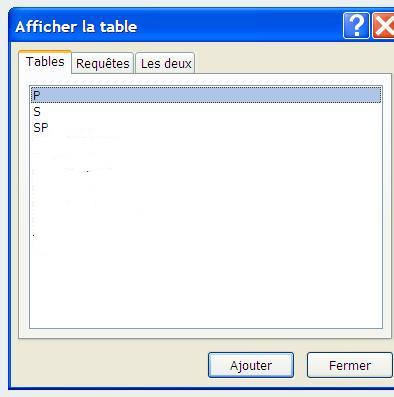 Afficher la table
Tables Requêtes Les deux
P
S
SP
Ajouter Fermer